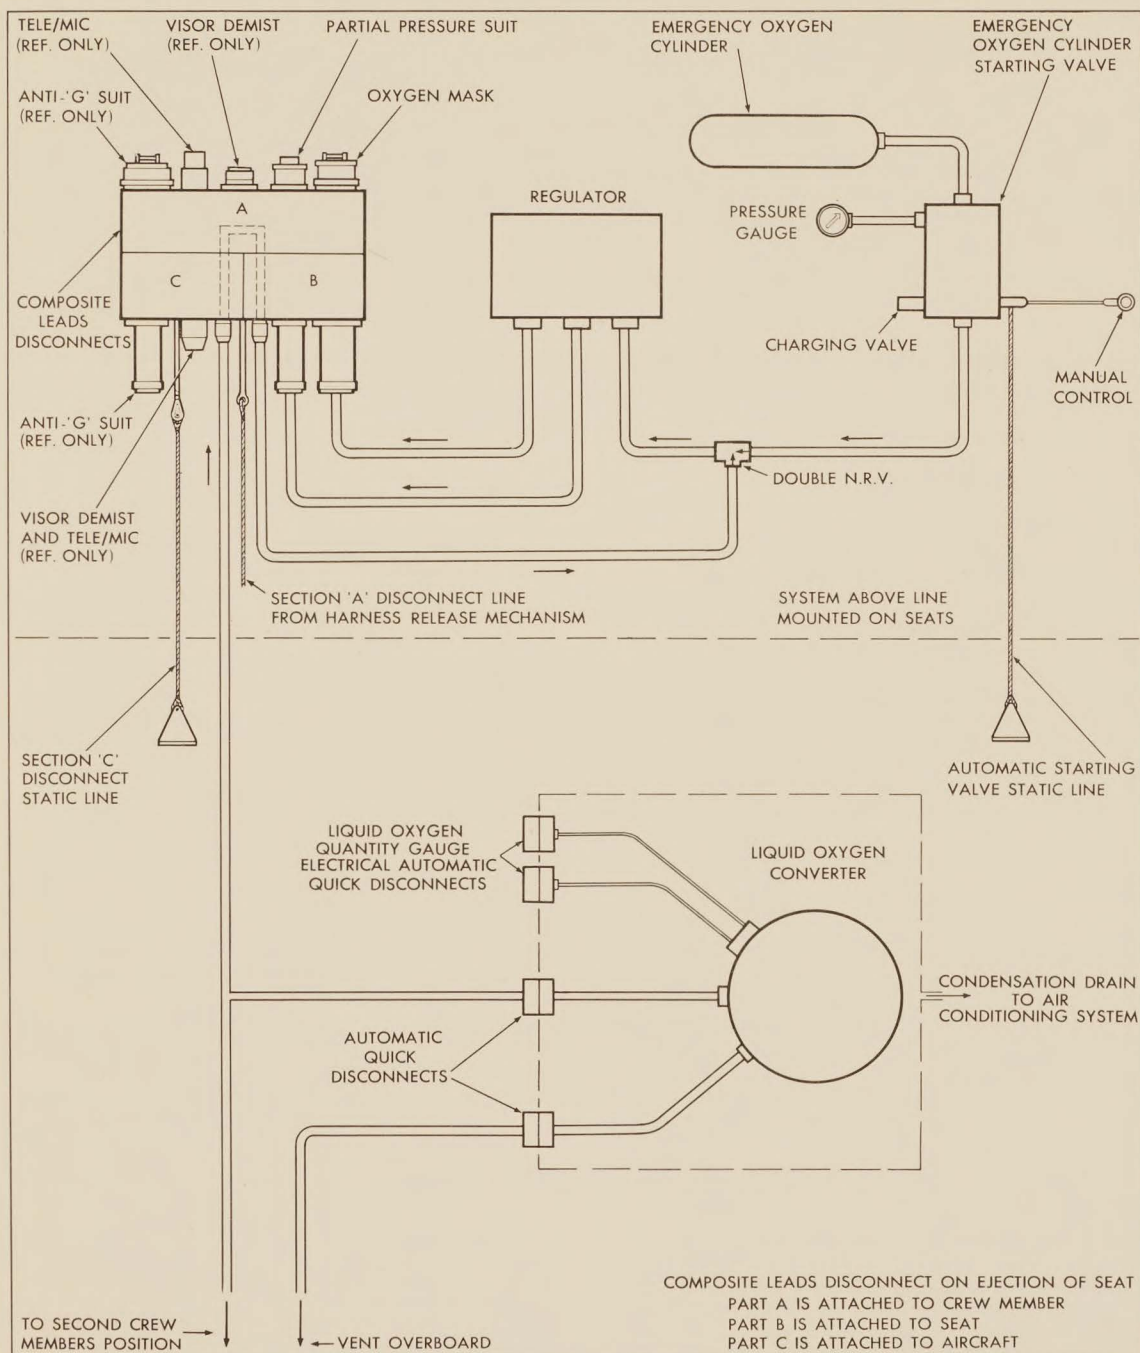 TELE/MIC
(REF. ONLY)
VISOR DEMIST
(REF. ONLY)
PARTIAL PRESSURE SUIT
EMERGENCY OXYGEN
CYLINDER
EMERGENCY
OXYGEN CYLINDER
STARTING VALVE
ANTI-'G' SUIT
(REF. ONLY)
OXYGEN MASK
A
C
B
REGULATOR
PRESSURE
GAUGE
COMPOSITE
LEADS
DISCONNECTS
CHARGING VALVE
MANUAL
CONTROL
ANTI-'G' SUIT
(REF. ONLY)
DOUBLE N.R.V.
VISOR DEMIST
AND TELE/MIC
(REF. ONLY)
SECTION 'A' DISCONNECT LINE
FROM HARNESS RELEASE MECHANISM
SYSTEM ABOVE LINE
MOUNTED ON SEATS
SECTION 'C'
DISCONNECT
STATIC LINE
AUTOMATIC STARTING
VALVE STATIC LINE
LIQUID OXYGEN
QUANTITY GAUGE
ELECTRICAL AUTOMATIC
QUICK DISCONNECTS
LIQUID OXYGEN
CONVERTER
CONDENSATION DRAIN
TO AIR
CONDITIONING SYSTEM
AUTOMATIC
QUICK
DISCONNECTS
COMPOSITE LEADS DISCONNECT ON EJECTION OF SEAT
PART A IS ATTACHED TO CREW MEMBER
PART B IS ATTACHED TO SEAT
PART C IS ATTACHED TO AIRCRAFT
TO SECOND CREW
MEMBERS POSITION
VENT OVERBOARD